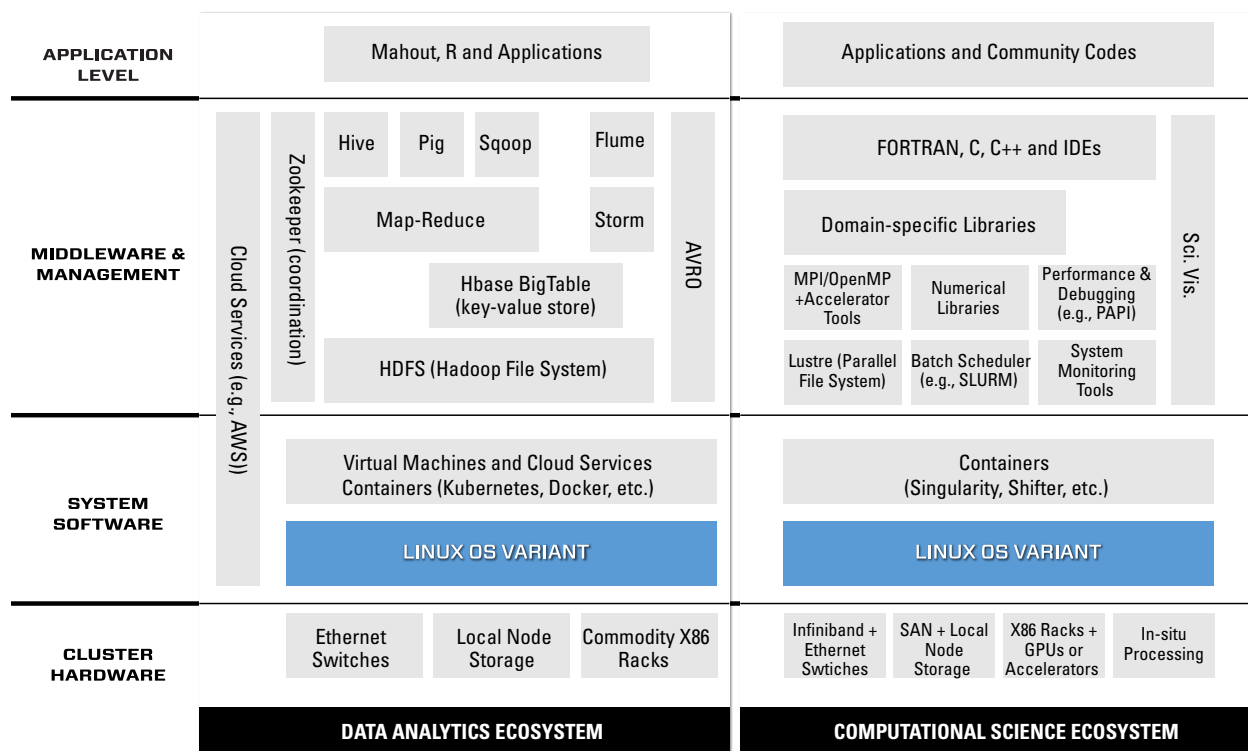 APPLICATION
LEVEL
Mahout, R and Applications
Applications and Community Codes
MIDDLEWARE &
MANAGEMENT
Cloud Services (e.g., AWS))
Zookeeper (coordination)
Hive
Pig
Sqoop
Flume
Map-Reduce
Storm
Hbase BigTable
(key-value store)
HDFS (Hadoop File System)
AVRO
FORTRAN, C, C++ and IDEs
Domain-specific Libraries
MPI/OpenMP
+Accelerator
Tools
Numerical
Libraries
Performance &
Debugging
(e.g., PAPI)
Lustre (Parallel
File System)
Batch Scheduler
(e.g., SLURM)
System
Monitoring
Tools
Sci. Vis.
SYSTEM
SOFTWARE
Virtual Machines and Cloud Services
Containers (Kubernetes, Docker, etc.)
LINUX OS VARIANT
Containers
(Singularity, Shifter, etc.)
LINUX OS VARIANT
CLUSTER
HARDWARE
Ethernet
Switches
Local Node
Storage
Commodity X86
Racks
Infiniband +
Ethernet
Swtiches
SAN + Local
Node
Storage
X86 Racks +
GPUs or
Accelerators
In-situ
Processing
DATA ANALYTICS ECOSYSTEM
COMPUTATIONAL SCIENCE ECOSYSTEM